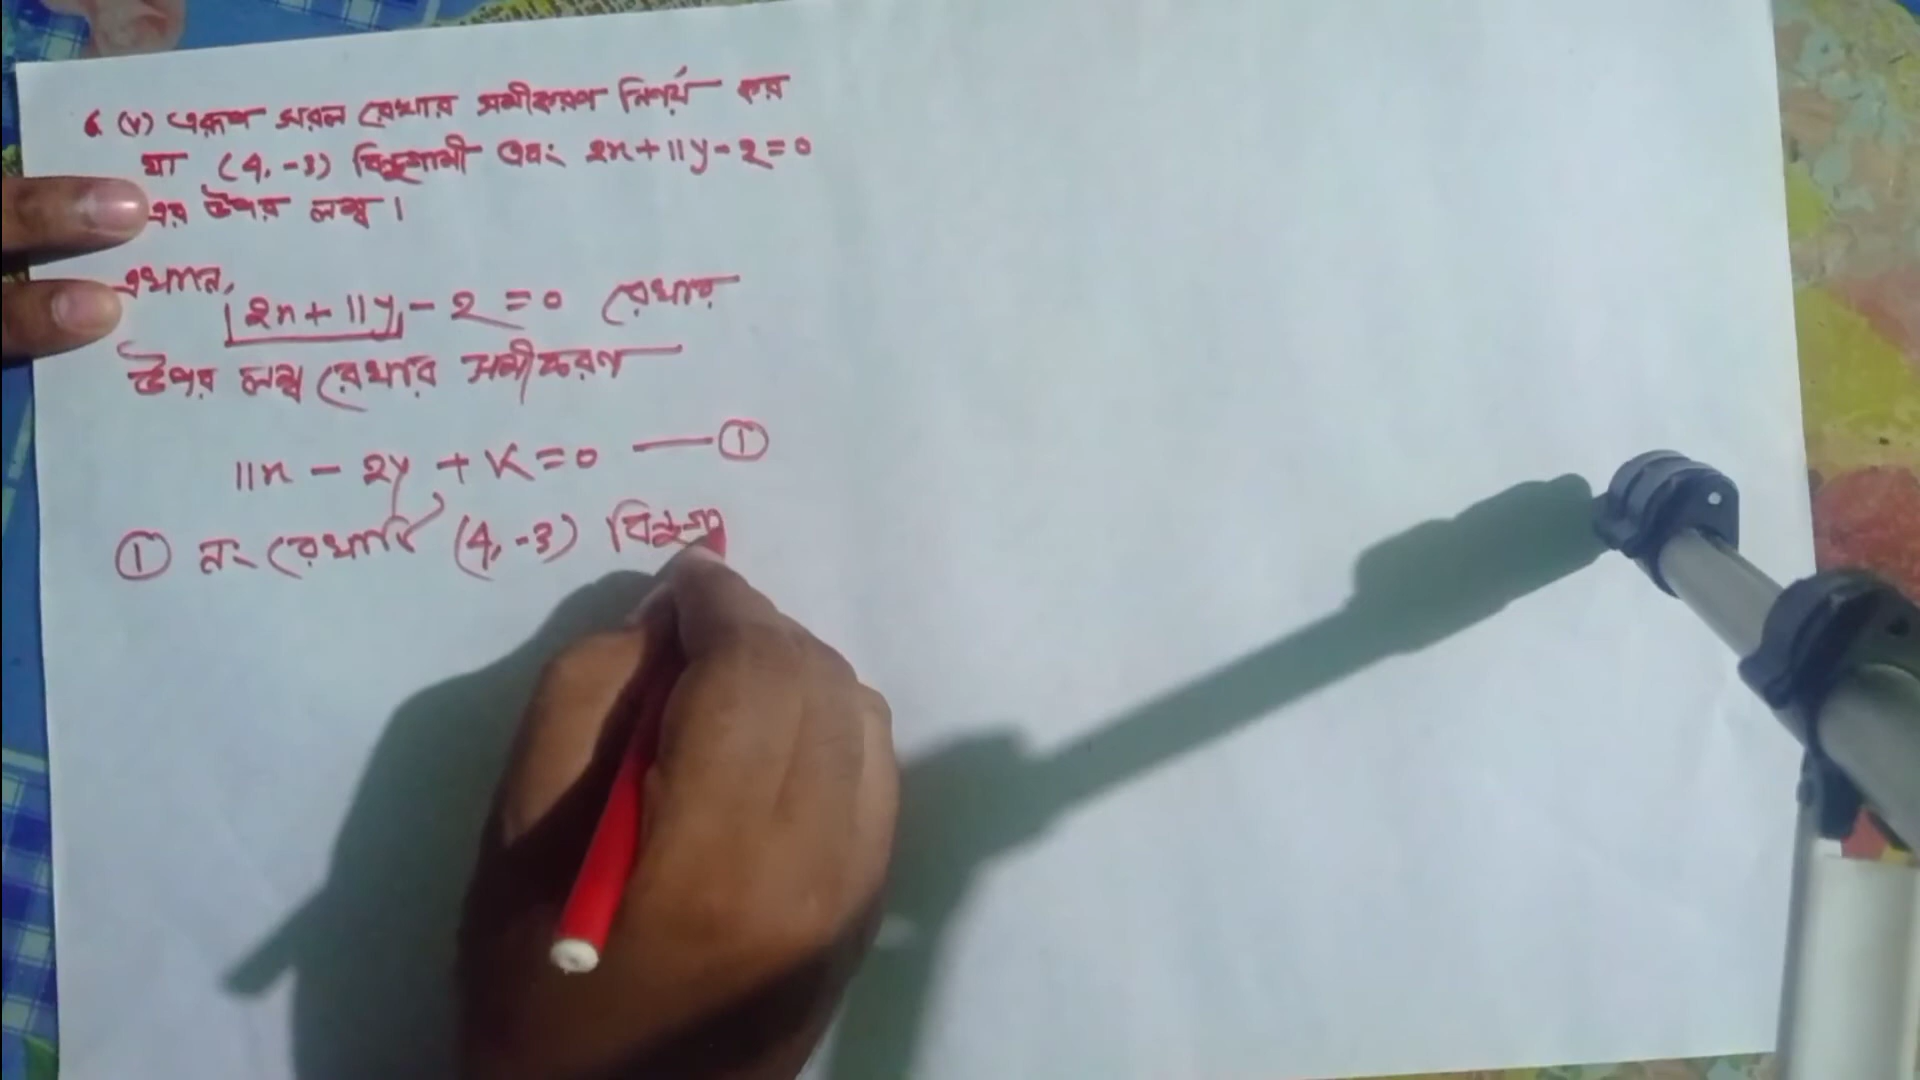 6. (v) এরূপ সরল রেখার সমীকরণ নির্ণয় কর
যা (4, -3) বিন্দুগামী এবং 2x+11y-2=0
এর উপর লম্ব।
এখানে,
2x+11y-2=0 রেখার
উপর লম্ব রেখার সমীকরণ
11x - 2y + K = 0 — ①
① নং রেখাটি (4, -3) বিন্দুগা